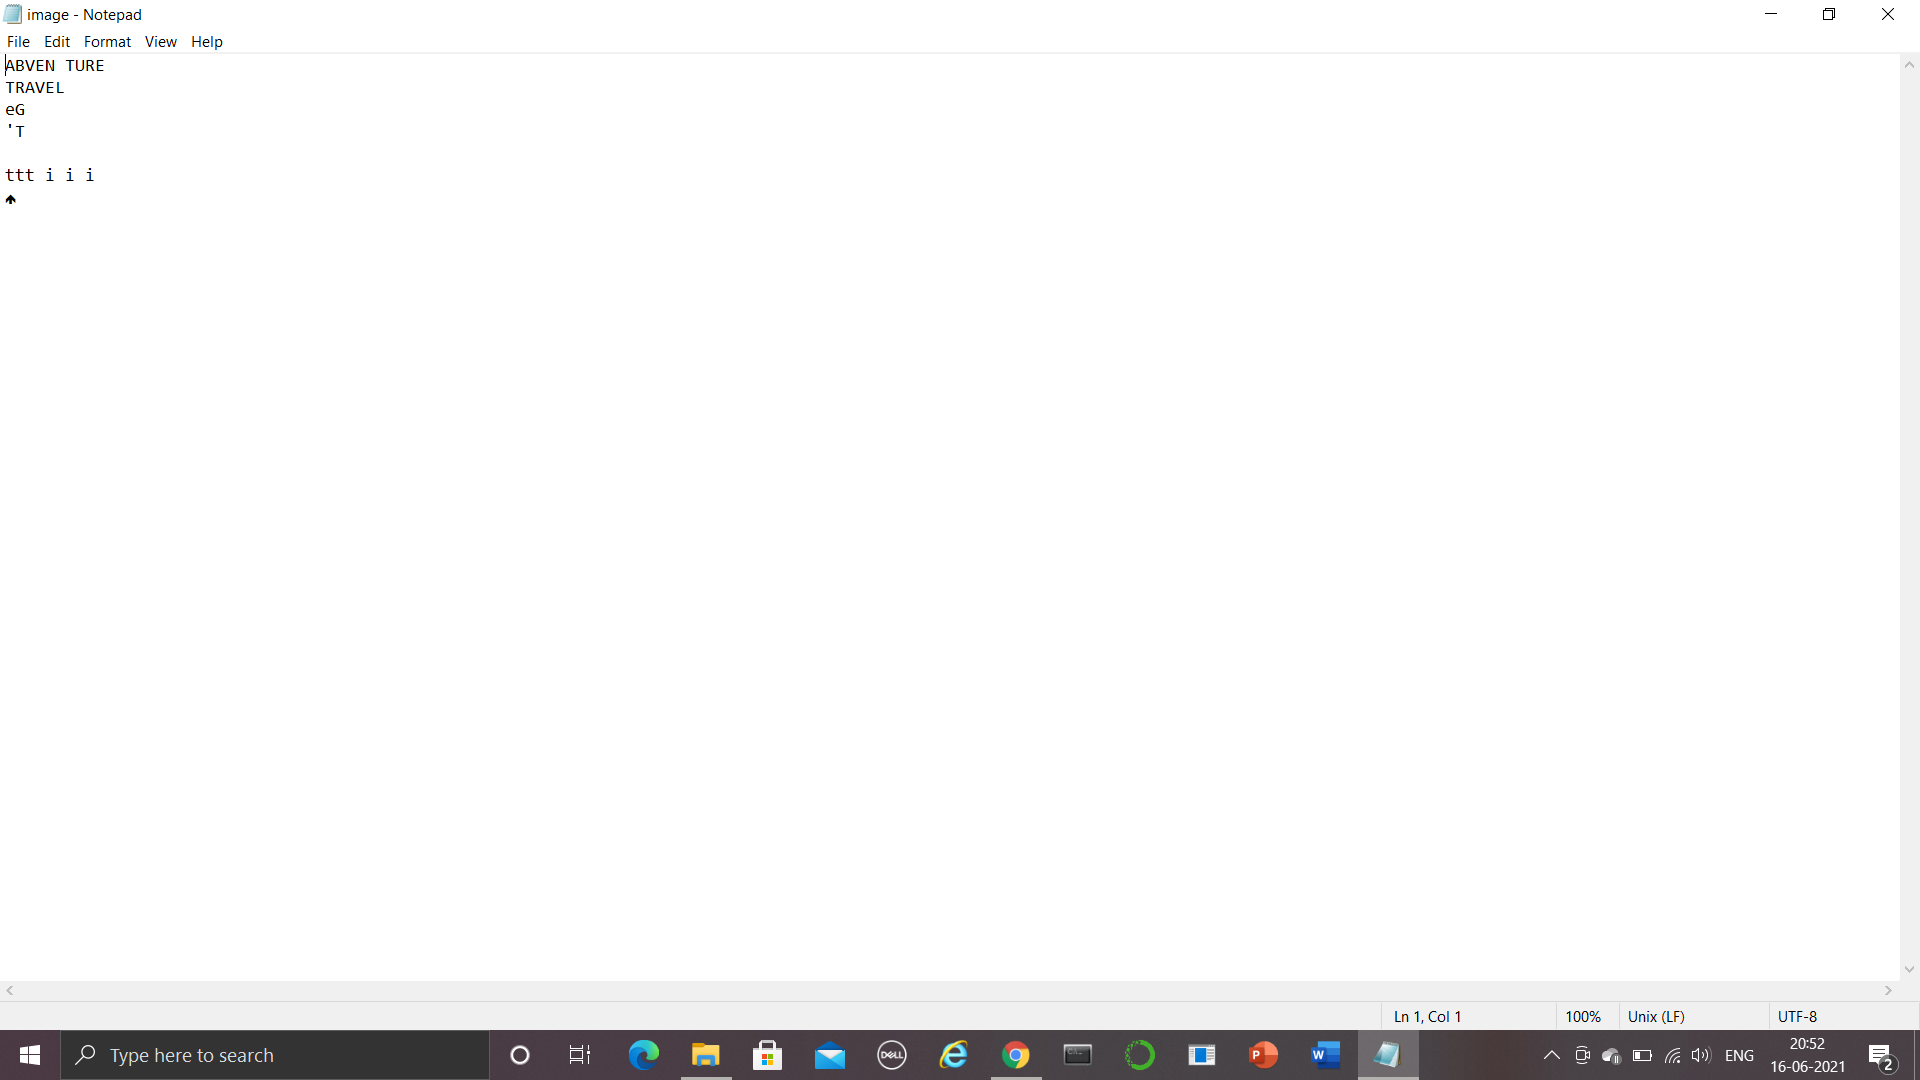 image - Notepad
File Edit Format View Help
ABVEN TURE
TRAVEL
eG
'T
ttt i i i
🡅
Ln 1, Col 1 100% Unix (LF) UTF-8
Type here to search
DELL
ENG
20:52
16-06-2021
2